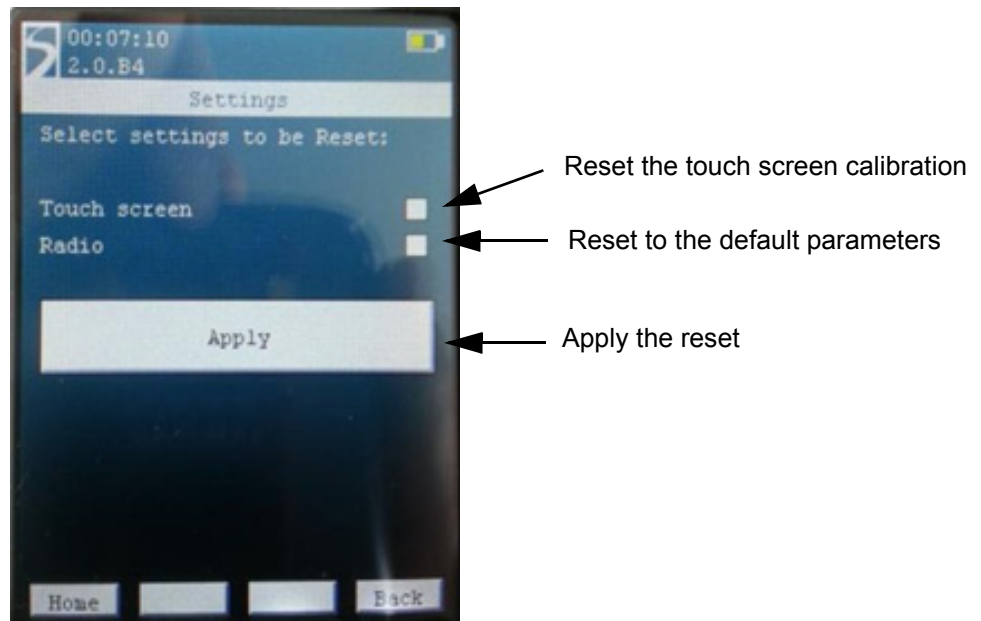 00:07:10
2.0.B4
Settings
Select settings to be Reset:
Touch screen
Reset the touch screen calibration
Radio
Reset to the default parameters
Apply
Apply the reset
Home
Back